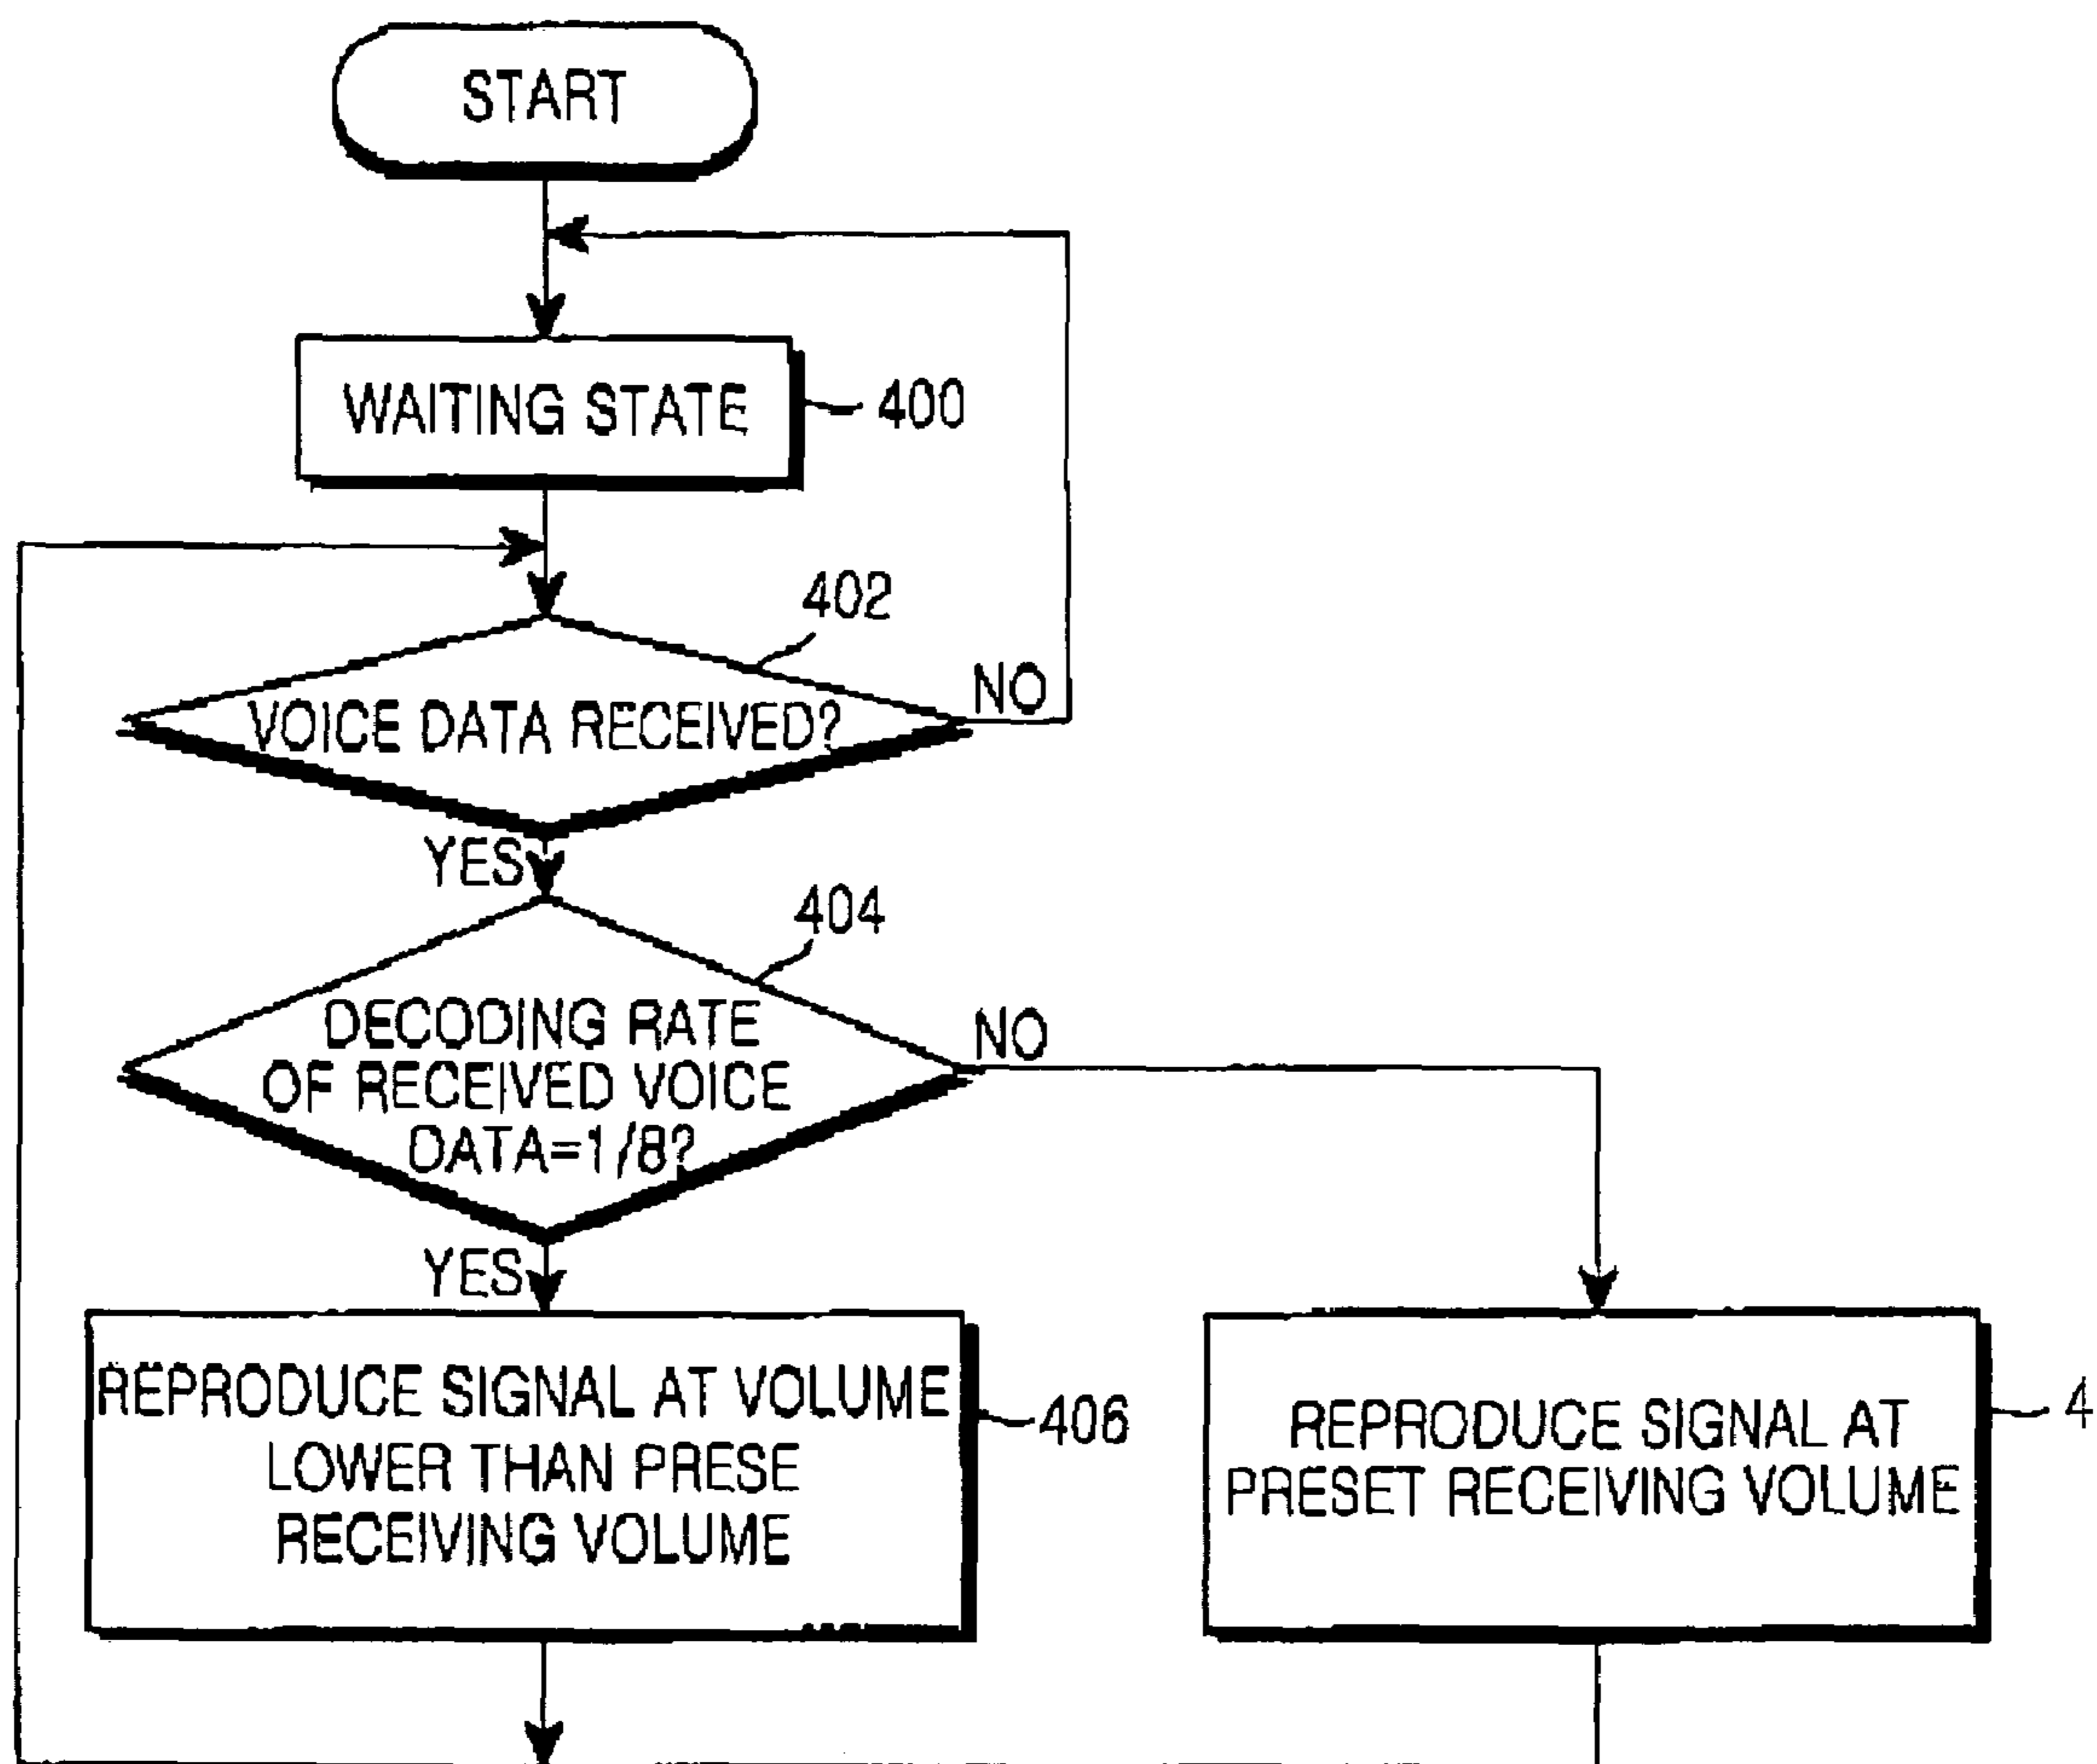 START
WAITING STATE
400
402
VOICE DATA RECEIVED?
NO
YES
404
DECODING RATE
OF RECEIVED VOICE
DATA=1/8?
NO
YES
REPRODUCE SIGNAL AT VOLUME
LOWER THAN PRESE
RECEIVING VOLUME
406
REPRODUCE SIGNAL AT
PRESET RECEIVING VOLUME
4